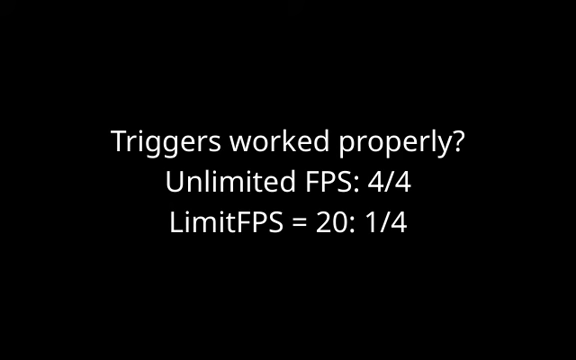 Triggers worked properly?
Unlimited FPS: 4/4
LimitFPS = 20: 1/4